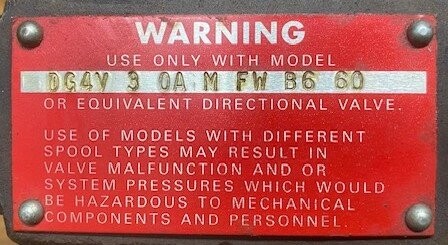 WARNING
USE ONLY WITH MODEL
DG4V 3 0A M FW B6 60
OR EQUIVALENT DIRECTIONAL VALVE.
USE OF MODELS WITH DIFFERENT
SPOOL TYPES MAY RESULT IN
VALVE MALFUNCTION AND OR
SYSTEM PRESSURES WHICH WOULD
BE HAZARDOUS TO MECHANICAL
COMPONENTS AND PERSONNEL.